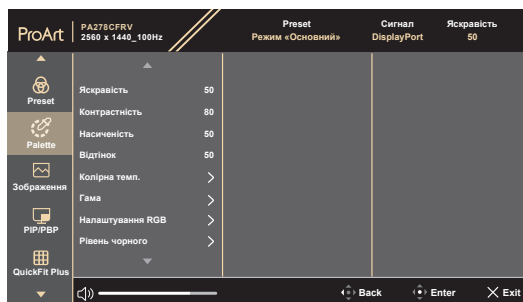 ProArt
PA278CFRV
2560 x 1440_100Hz
Preset
Режим «Основний»
Сигнал
DisplayPort
Яскравість
50
Preset
Palette
Зображення
PIP/PBP
QuickFit Plus
Яскравість 50
Контрастність 80
Насиченість 50
Відтінок 50
Колірна темп.
Гама
Налаштування RGB
Рівень чорного
Back
Enter
Exit